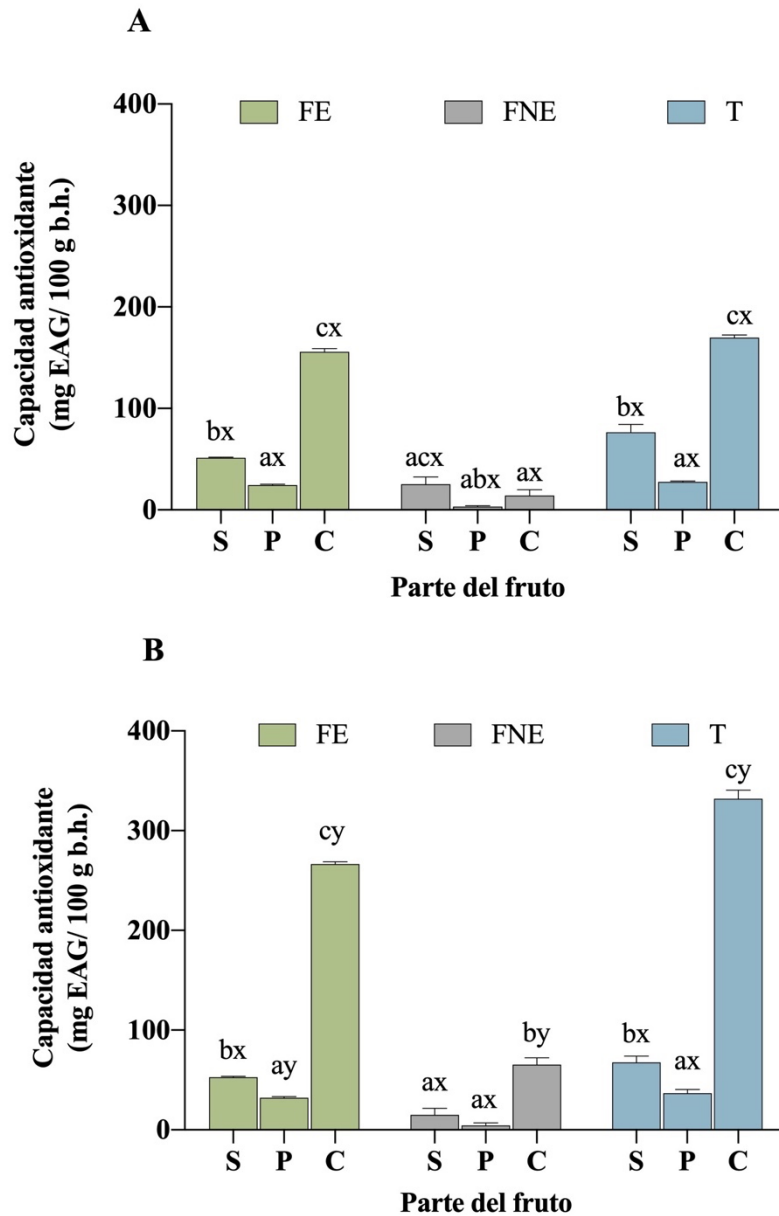 A
Capacidad antioxidante
(mg EAG/ 100 g b.h.)
400
300
200
100
0
FE FNE T
bx ax cx acx abx ax bx ax cx
S P C S P C S P C
Parte del fruto
B
Capacidad antioxidante
(mg EAG/ 100 g b.h.)
400
300
200
100
0
FE FNE T
bx ay cy ax ax by bx ax cy
S P C S P C S P C
Parte del fruto